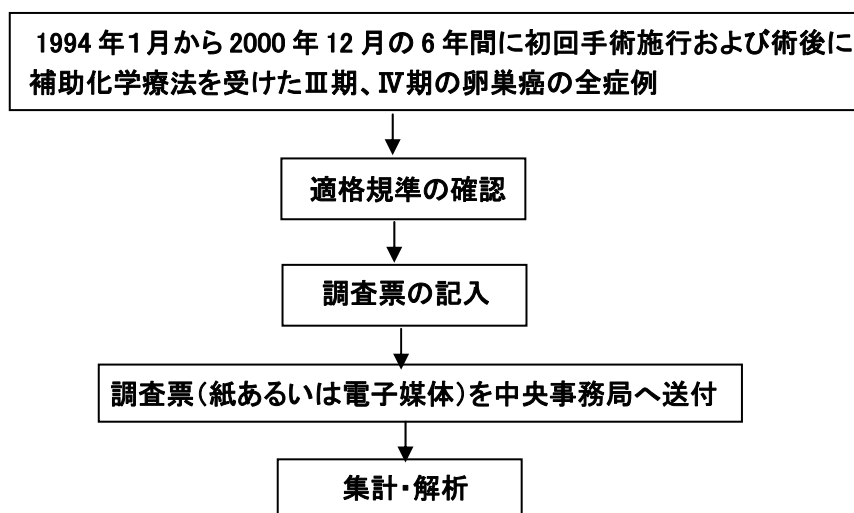 1994 年１月から 2000 年 12 月の 6 年間に初回手術施行および術後に
補助化学療法を受けたⅢ期、Ⅳ期の卵巣癌の全症例
適格規準の確認
調査票の記入
調査票（紙あるいは電子媒体）を中央事務局へ送付
集計・解析